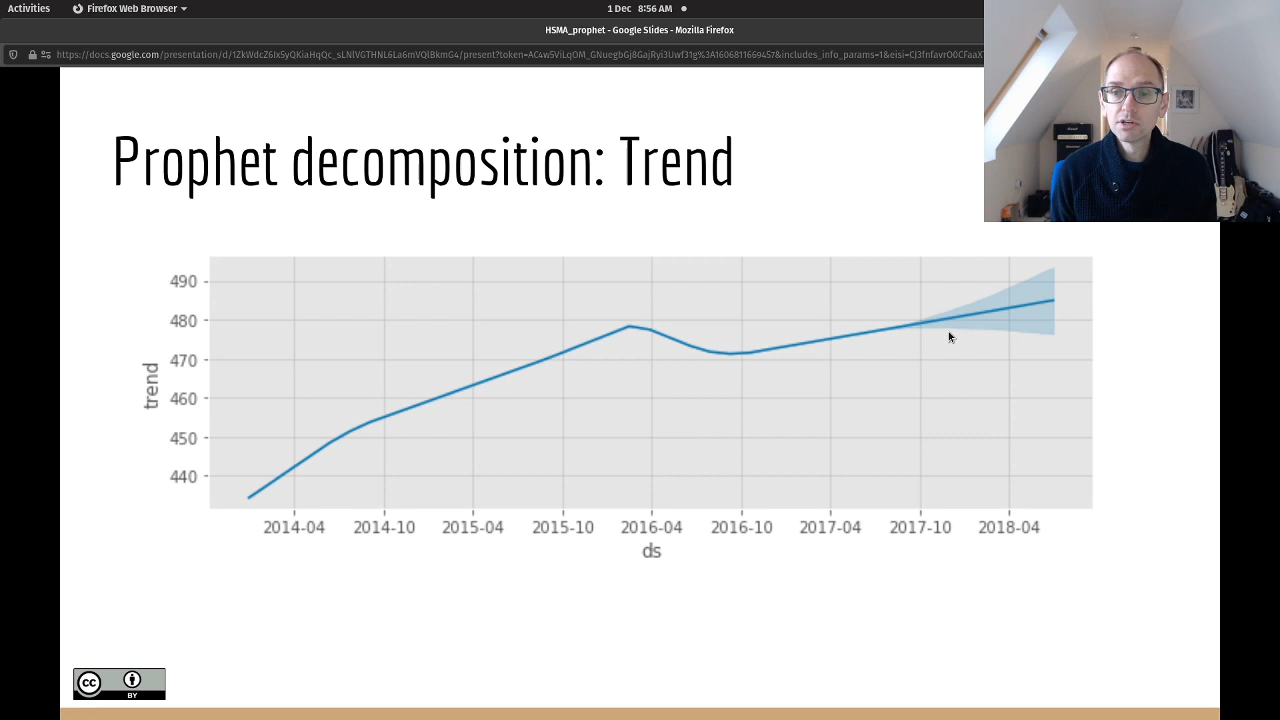 Activities Firefox Web Browser 1 Dec 8:56 AM
HSMA_prophet - Google Slides - Mozilla Firefox
Prophet decomposition: Trend
490
480
470
460
450
440
trend
2014-04 2014-10 2015-04 2015-10 2016-04 2016-10 2017-04 2017-10 2018-04
ds
cc
BY